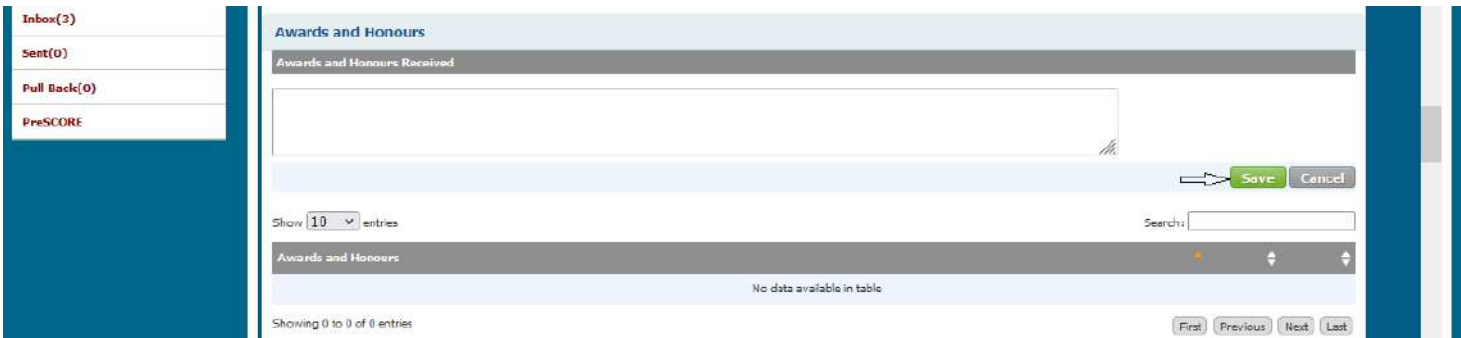 Inbox(3)
Sent(0)
Pull Back(0)
PreSCORE
Awards and Honours
Awards and Honours Received
Save Cancel
Show 10 entries Search:
Awards and Honours
No data available in table
Showing 0 to 0 of 0 entries First Previous Next Last